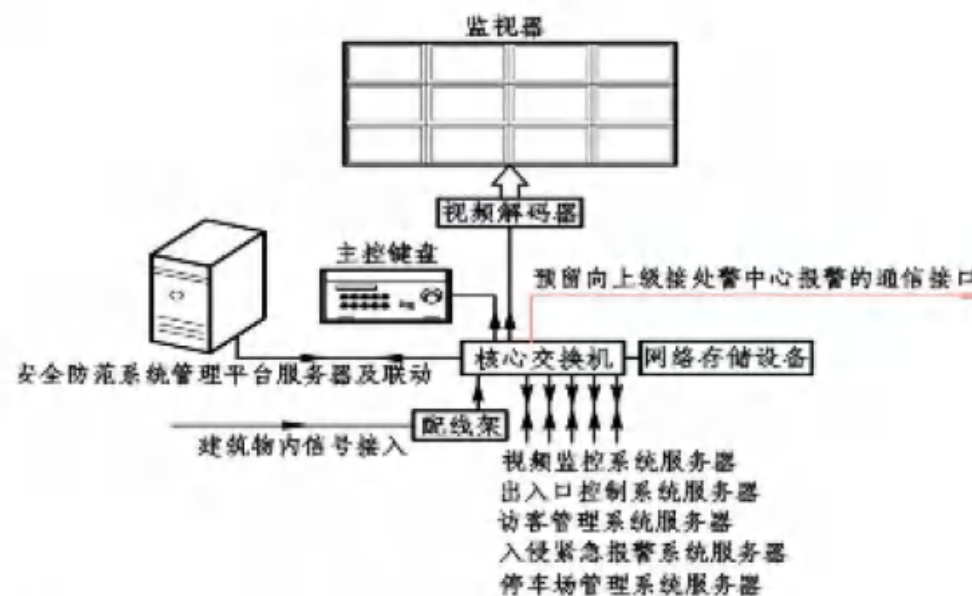 监视器
视频解码器
主控键盘
预留向上级接处警中心报警的通信接口
核心交换机
网络存储设备
安全防范系统管理平台服务器及联动
配线架
建筑物内信号接入
视频监控系统服务器
出入口控制系统服务器
访客管理系统服务器
入侵紧急报警系统服务器
停车场管理系统服务器